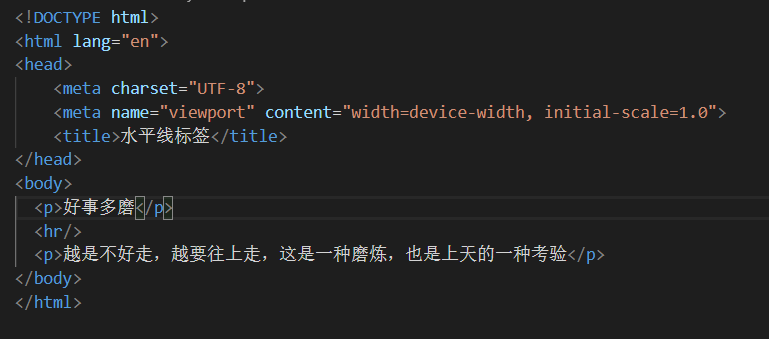 <!DOCTYPE html>
<html lang="en">
<head>
    <meta charset="UTF-8">
    <meta name="viewport" content="width=device-width, initial-scale=1.0">
    <title>水平线标签</title>
</head>
<body>
  <p>好事多磨</p>
  <hr/>
  <p>越是不好走，越要往上走，这是一种磨炼，也是上天的一种考验</p>
</body>
</html>